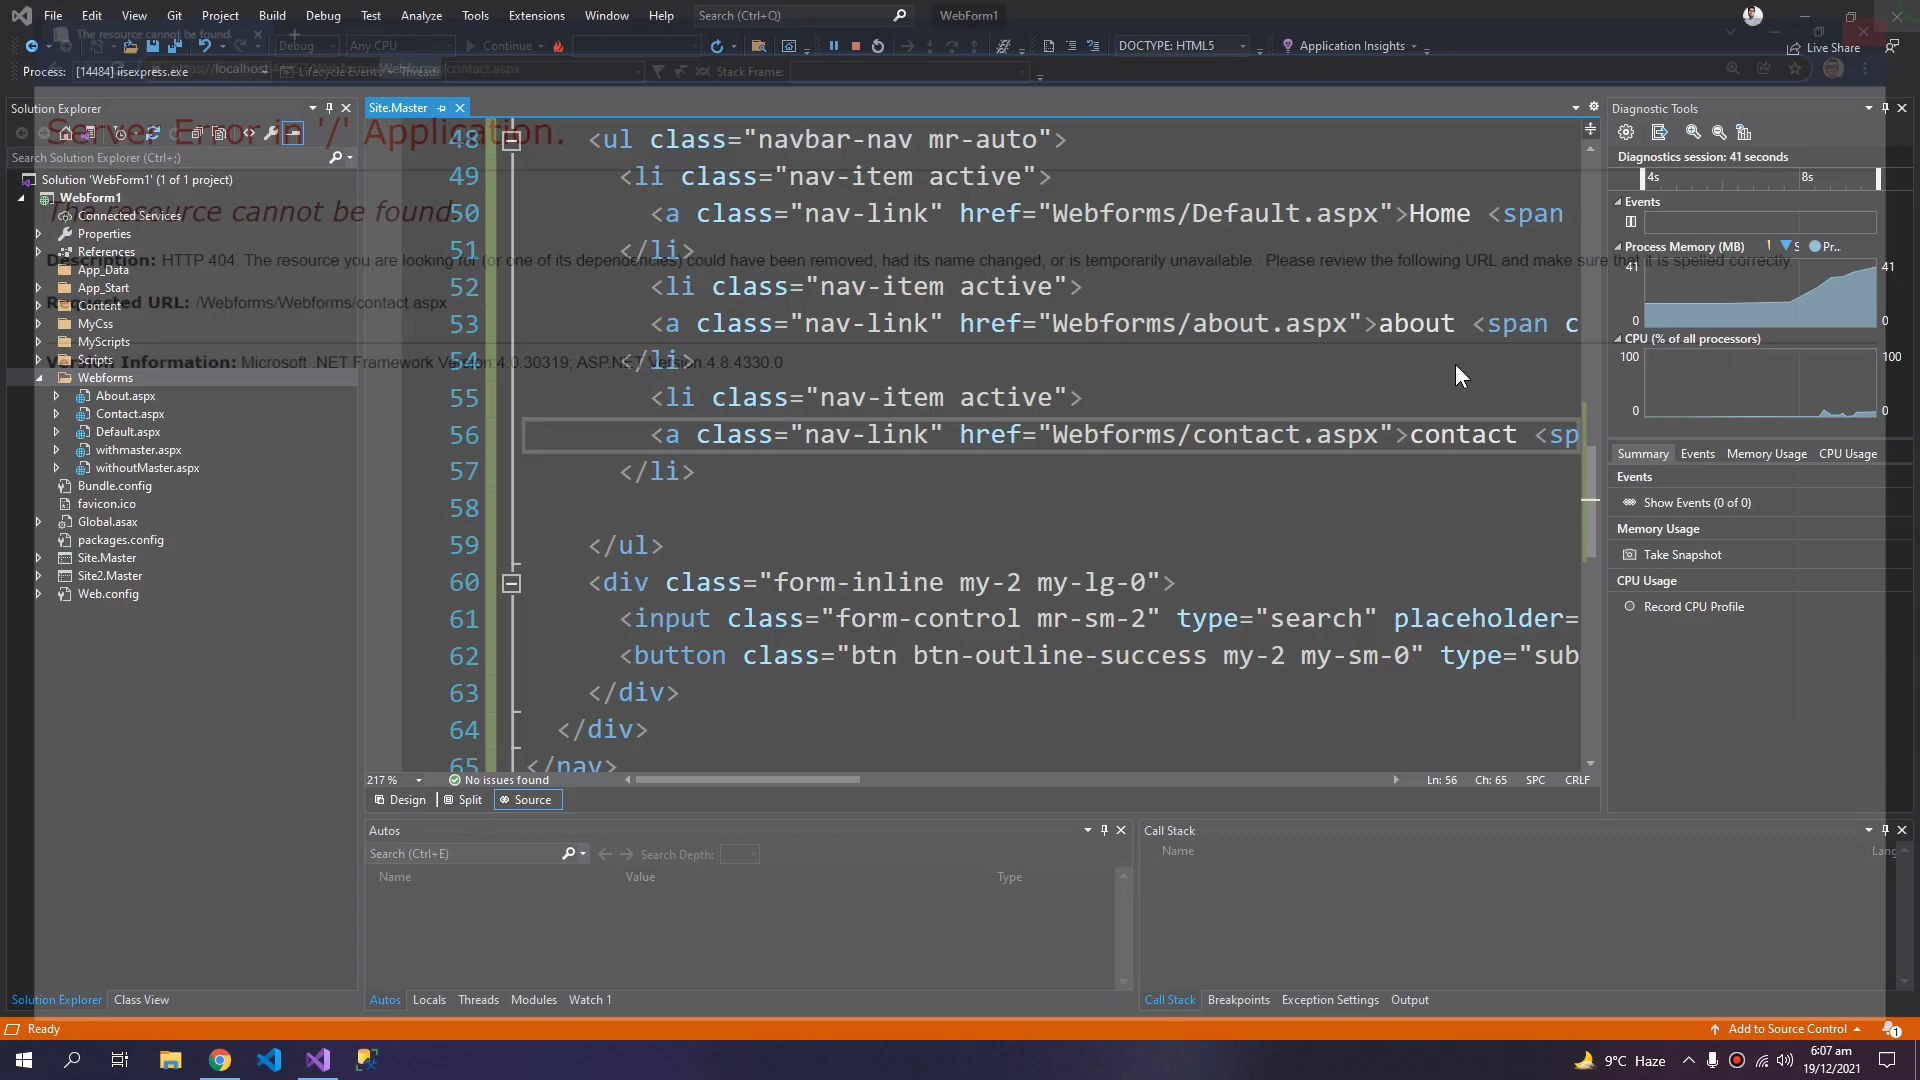 File Edit View Git Project Build Debug Test Analyze Tools Extensions Window Help Search (Ctrl+Q) WebForm1
The resource cannot be found.
Debug Any CPU Continue DOCTYPE: HTML5 Application Insights Live Share
Process: [14484] iisexpress.exe Lifecycle Events Thread: Stack Frame:
https://localhost Webforms/contact.aspx
Solution Explorer
Search Solution Explorer (Ctrl+;)
Solution 'WebForm1' (1 of 1 project)
WebForm1
Connected Services
Properties
References
App_Data
App_Start
Content
MyCss
MyScripts
Scripts
Webforms
About.aspx
Contact.aspx
Default.aspx
withmaster.aspx
withoutMaster.aspx
Bundle.config
favicon.ico
Global.asax
packages.config
Site.Master
Site2.Master
Web.config
Solution Explorer Class View
Server Error in '/' Application.
The resource cannot be found.
Description: HTTP 404. The resource you are looking for (or one of its dependencies) could have been removed, had its name changed, or is temporarily unavailable. Please review the following URL and make sure that it is spelled correctly.
Requested URL: /Webforms/Webforms/contact.aspx
Version Information: Microsoft .NET Framework Version:4.0.30319; ASP.NET Version:4.8.4330.0
Site.Master
48 <ul class="navbar-nav mr-auto">
49 <li class="nav-item active">
50 <a class="nav-link" href="Webforms/Default.aspx">Home <span
51 </li>
52 <li class="nav-item active">
53 <a class="nav-link" href="Webforms/about.aspx">about <span c
54 </li>
55 <li class="nav-item active">
56 <a class="nav-link" href="Webforms/contact.aspx">contact <sp
57 </li>
58
59 </ul>
60 <div class="form-inline my-2 my-lg-0">
61 <input class="form-control mr-sm-2" type="search" placeholder=
62 <button class="btn btn-outline-success my-2 my-sm-0" type="sub
63 </div>
64 </div>
65 </nav>
217 % No issues found Ln: 56 Ch: 65 SPC CRLF
Design Split Source
Diagnostic Tools
Diagnostics session: 41 seconds
4s 8s
Events
Process Memory (MB) S Pr...
41 41
0 0
CPU (% of all processors)
100 100
0 0
Summary Events Memory Usage CPU Usage
Events
Show Events (0 of 0)
Memory Usage
Take Snapshot
CPU Usage
Record CPU Profile
Autos
Search (Ctrl+E) Search Depth:
Name Value Type
Autos Locals Threads Modules Watch 1
Call Stack
Name Lang
Call Stack Breakpoints Exception Settings Output
Ready Add to Source Control 1
9°C Haze 6:07 am
19/12/2021